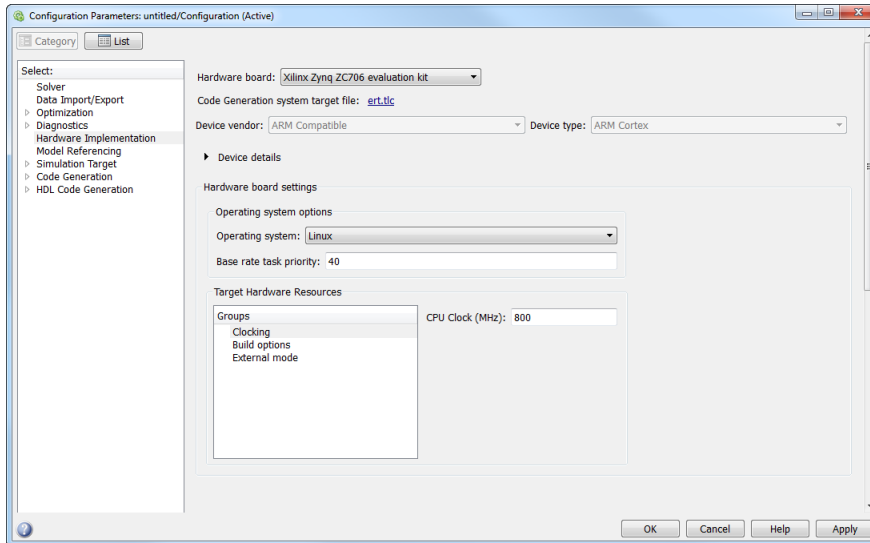 Configuration Parameters: untitled/Configuration (Active)
Category List
Select:
Solver
Data Import/Export
Optimization
Diagnostics
Hardware Implementation
Model Referencing
Simulation Target
Code Generation
HDL Code Generation
Hardware board: Xilinx Zynq ZC706 evaluation kit
Code Generation system target file: ert.tlc
Device vendor: ARM Compatible Device type: ARM Cortex
Device details
Hardware board settings
Operating system options
Operating system: Linux
Base rate task priority: 40
Target Hardware Resources
Groups
Clocking
Build options
External mode
CPU Clock (MHz): 800
OK Cancel Help Apply